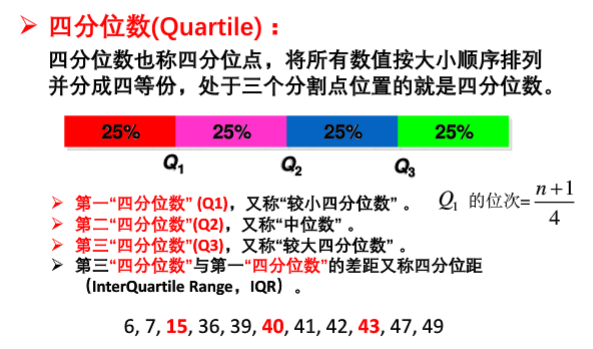 ➢ 四分位数(Quartile)：
四分位数也称四分位点，将所有数值按大小顺序排列
并分成四等份，处于三个分割点位置的就是四分位数。
25% 25% 25% 25%
Q1 Q2 Q3
➢ 第一“四分位数” (Q1)，又称“较小四分位数” 。
Q1 的位次=(n+1)/4
➢ 第二“四分位数” (Q2)，又称“中位数” 。
➢ 第三“四分位数” (Q3)，又称“较大四分位数” 。
➢ 第三“四分位数”与第一“四分位数”的差距又称四分位距
（InterQuartile Range，IQR）。
6, 7, 15, 36, 39, 40, 41, 42, 43, 47, 49